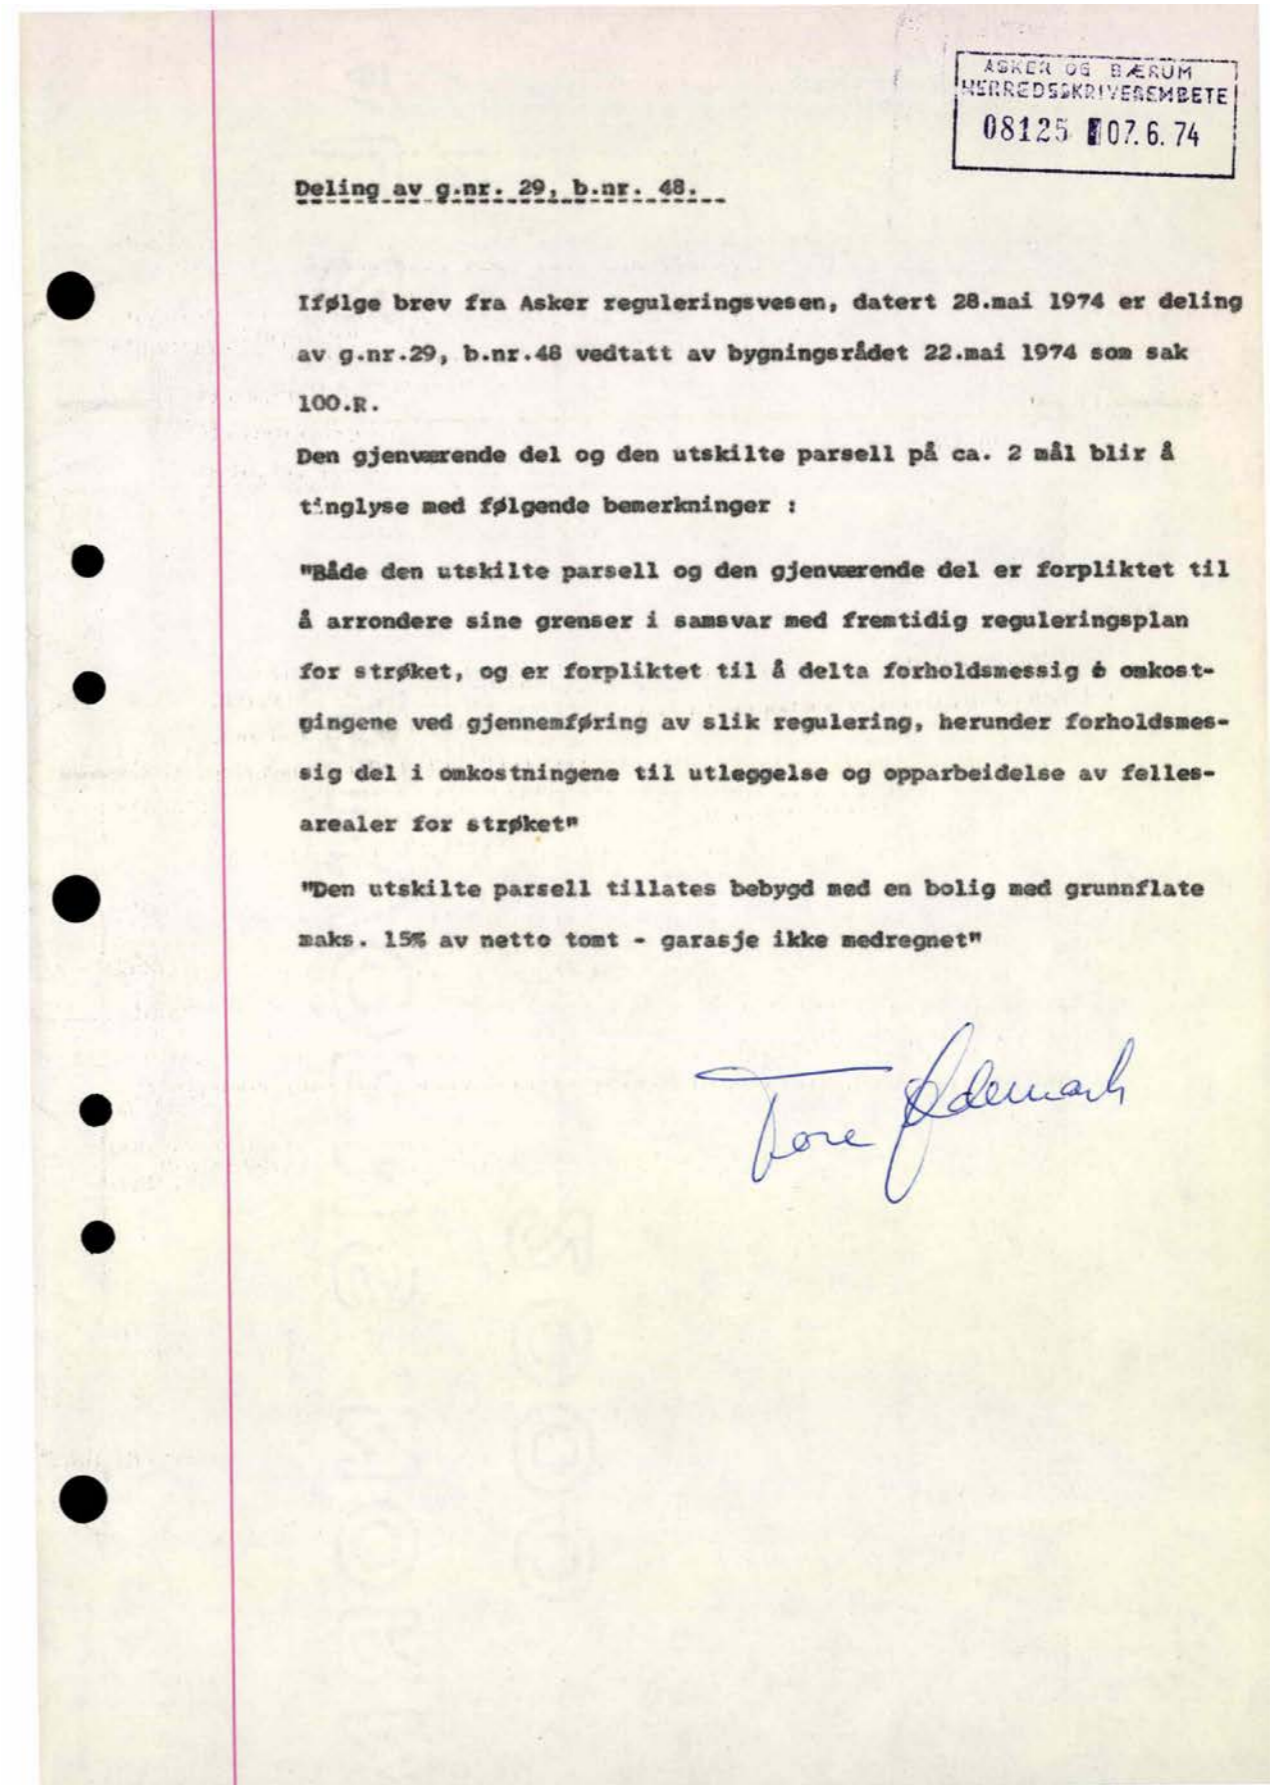 ASKER OG BÆRUM
HERREDSSKRIVEREMBETE
08125 07.6.74
Deling av g.nr. 29, b.nr. 48.
Ifølge brev fra Asker reguleringsvesen, datert 28.mai 1974 er deling
av g.nr.29, b.nr.48 vedtatt av bygningsrådet 22.mai 1974 som sak
100.R.
Den gjenværende del og den utskilte parsell på ca. 2 mål blir å
tinglyse med følgende bemerkninger :
"Både den utskilte parsell og den gjenværende del er forpliktet til
å arrondere sine grenser i samsvar med fremtidig reguleringsplan
for strøket, og er forpliktet til å delta forholdsmessig i omkost-
gingene ved gjennemføring av slik regulering, herunder forholdsmes-
sig del i omkostningene til utleggelse og opparbeidelse av felles-
arealer for strøket"
"Den utskilte parsell tillates bebygd med en bolig med grunnflate
maks. 15% av netto tomt - garasje ikke medregnet"
Tore